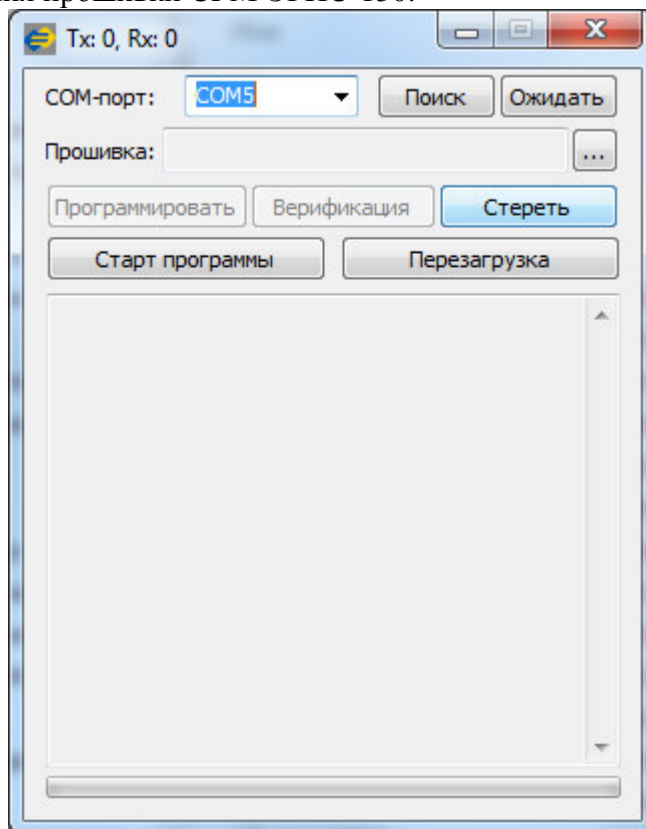 Tx: 0, Rx: 0
COM-порт: COM5 Поиск Ожидать
Прошивка: ...
Программировать Верификация Стереть
Старт программы Перезагрузка